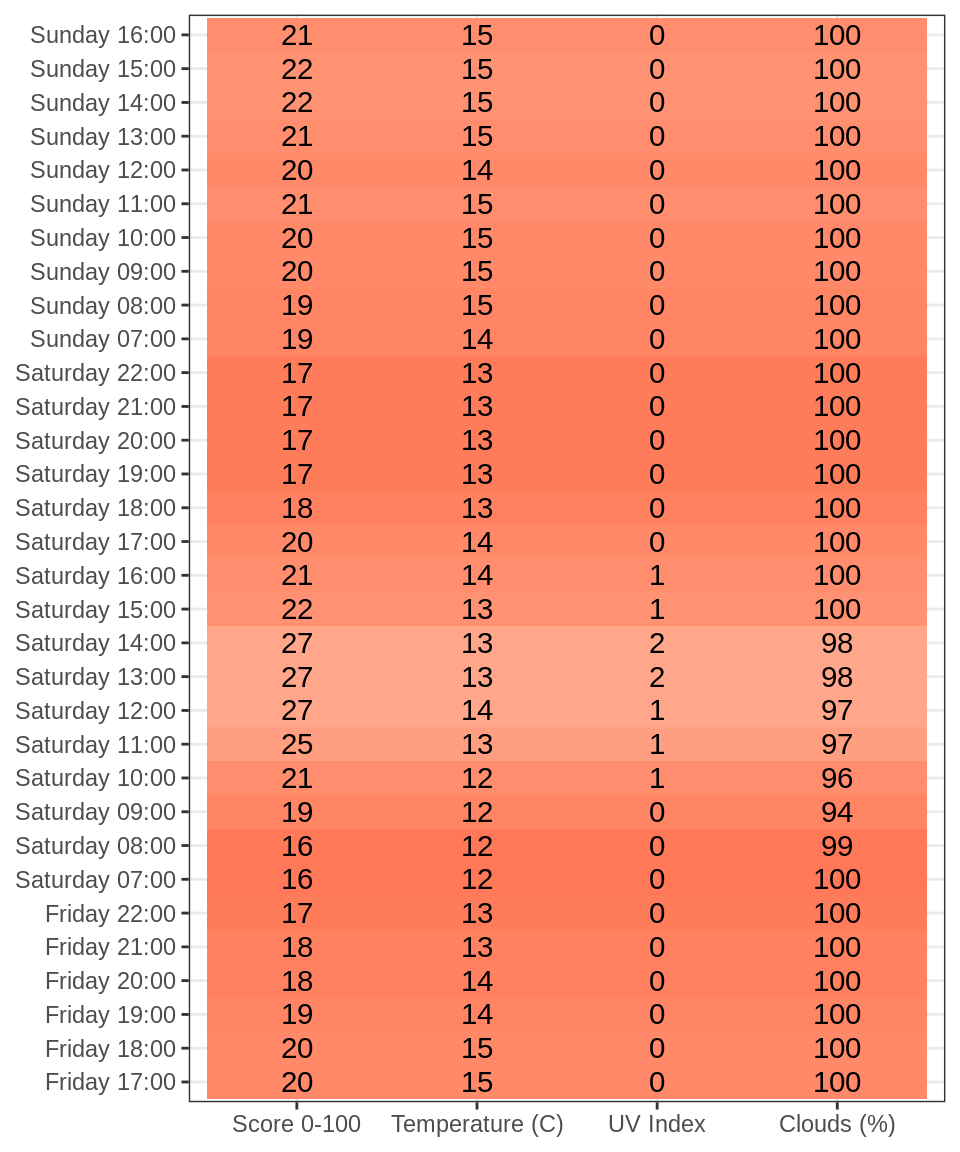 Sunday 16:00 21 15 0 100
Sunday 15:00 22 15 0 100
Sunday 14:00 22 15 0 100
Sunday 13:00 21 15 0 100
Sunday 12:00 20 14 0 100
Sunday 11:00 21 15 0 100
Sunday 10:00 20 15 0 100
Sunday 09:00 20 15 0 100
Sunday 08:00 19 15 0 100
Sunday 07:00 19 14 0 100
Saturday 22:00 17 13 0 100
Saturday 21:00 17 13 0 100
Saturday 20:00 17 13 0 100
Saturday 19:00 17 13 0 100
Saturday 18:00 18 13 0 100
Saturday 17:00 20 14 0 100
Saturday 16:00 21 14 1 100
Saturday 15:00 22 13 1 100
Saturday 14:00 27 13 2 98
Saturday 13:00 27 13 2 98
Saturday 12:00 27 14 1 97
Saturday 11:00 25 13 1 97
Saturday 10:00 21 12 1 96
Saturday 09:00 19 12 0 94
Saturday 08:00 16 12 0 99
Saturday 07:00 16 12 0 100
Friday 22:00 17 13 0 100
Friday 21:00 18 13 0 100
Friday 20:00 18 14 0 100
Friday 19:00 19 14 0 100
Friday 18:00 20 15 0 100
Friday 17:00 20 15 0 100
Score 0-100 Temperature (C) UV Index Clouds (%)